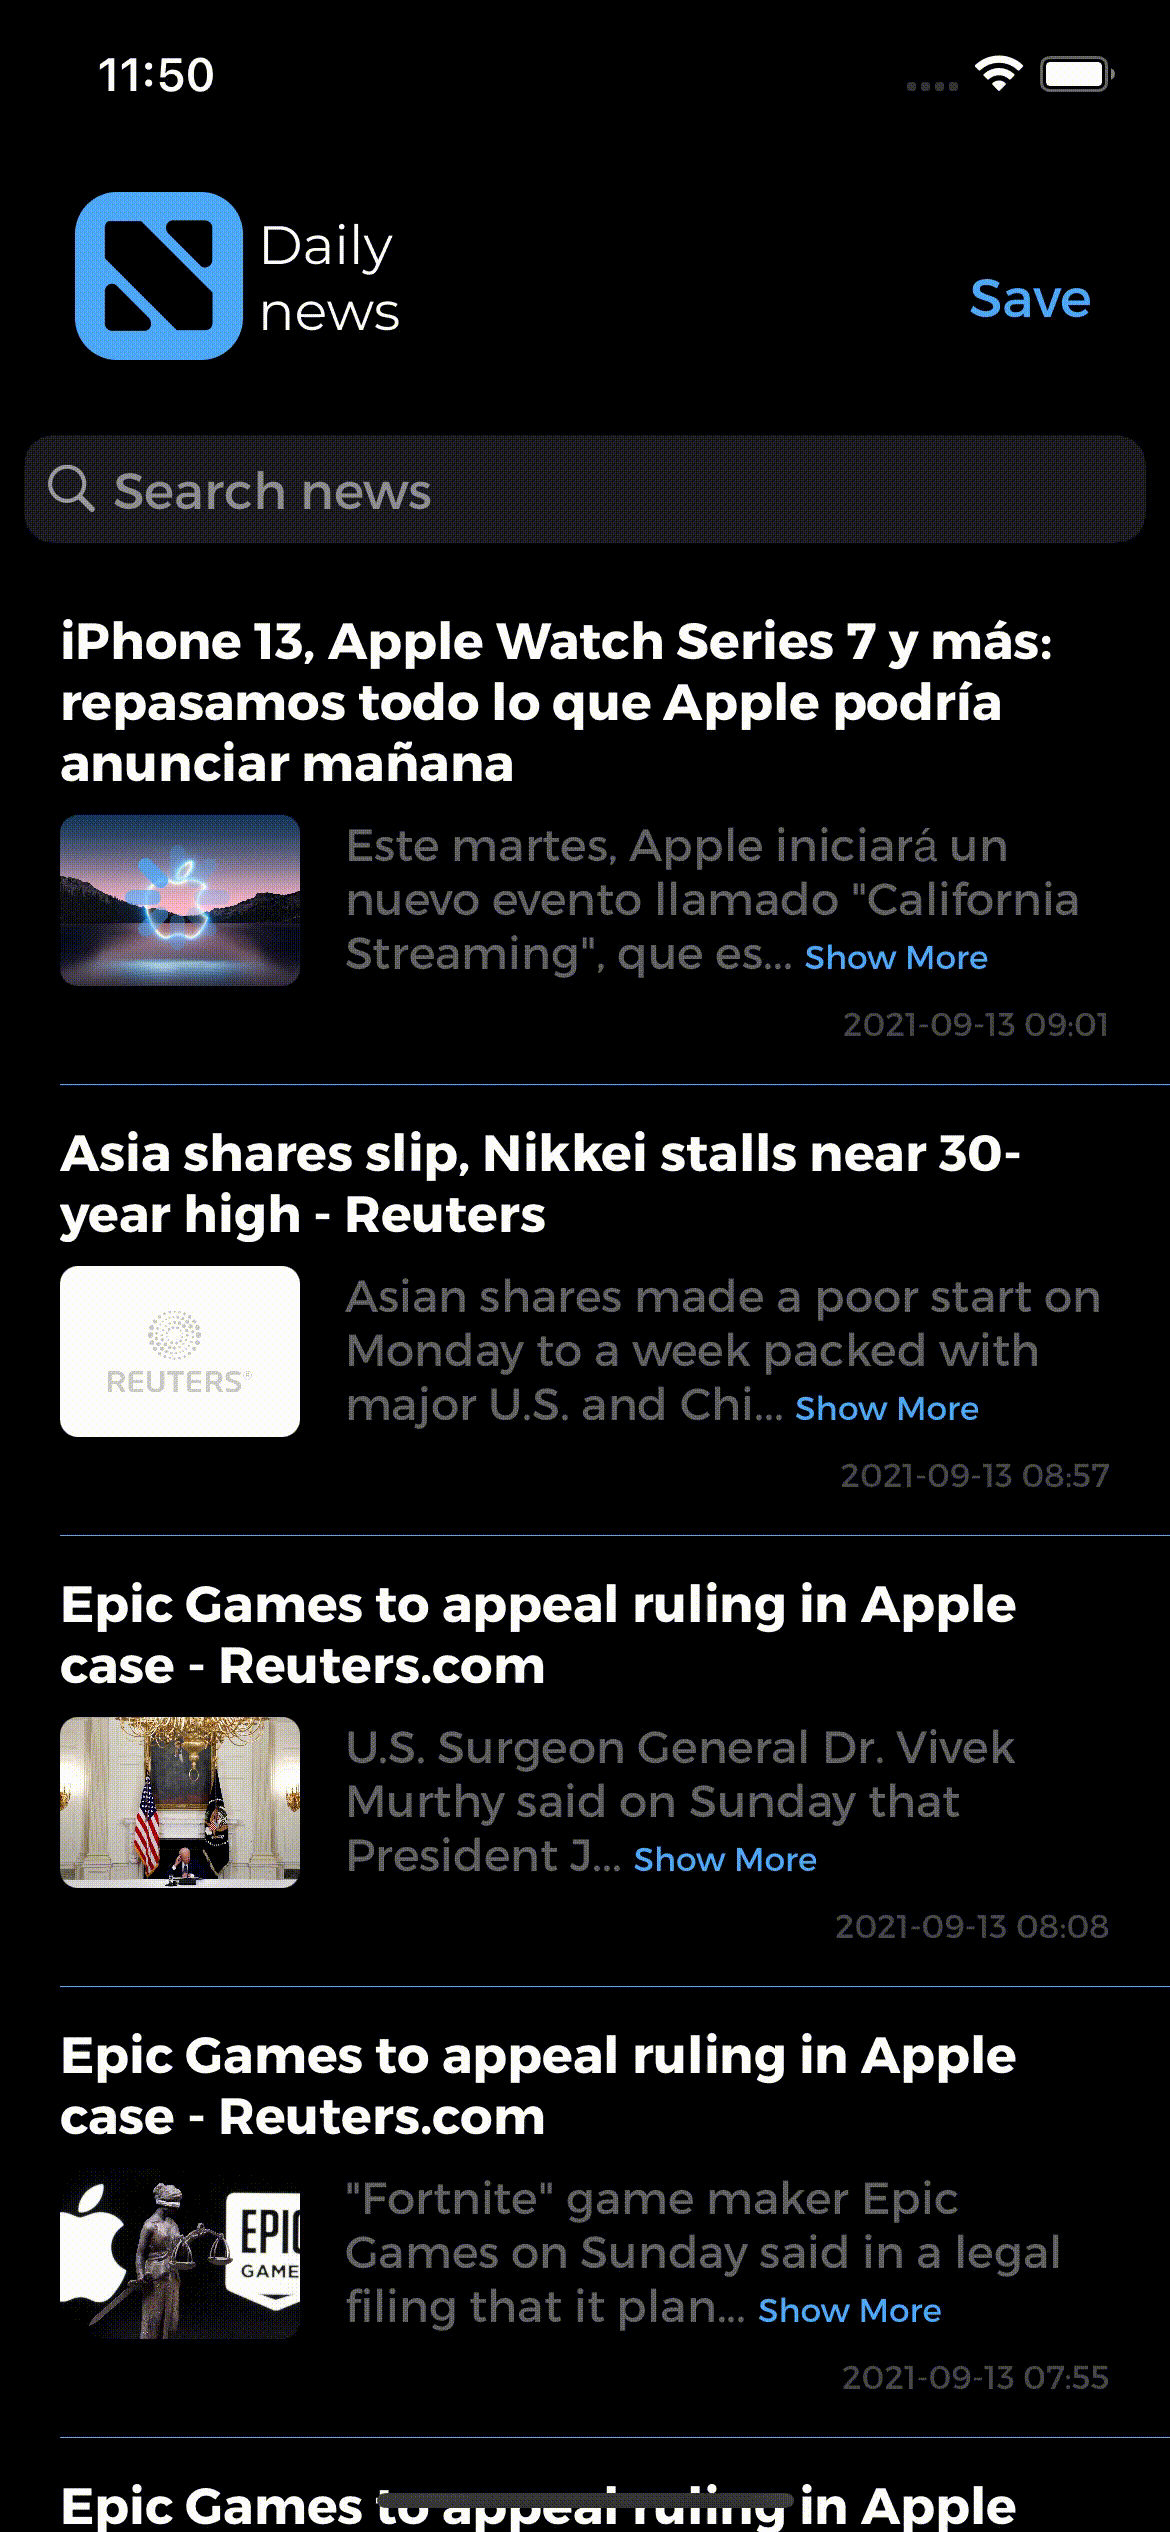 11:50
Daily
news
Save
Search news
iPhone 13, Apple Watch Series 7 y más:
repasamos todo lo que Apple podría
anunciar mañana
Este martes, Apple iniciará un
nuevo evento llamado "California
Streaming", que es... Show More
2021-09-13 09:01
Asia shares slip, Nikkei stalls near 30-
year high - Reuters
REUTERS®
Asian shares made a poor start on
Monday to a week packed with
major U.S. and Chi... Show More
2021-09-13 08:57
Epic Games to appeal ruling in Apple
case - Reuters.com
U.S. Surgeon General Dr. Vivek
Murthy said on Sunday that
President J... Show More
2021-09-13 08:08
Epic Games to appeal ruling in Apple
case - Reuters.com
EPIC
GAME
"Fortnite" game maker Epic
Games on Sunday said in a legal
filing that it plan... Show More
2021-09-13 07:55
Epic Games to appeal ruling in Apple